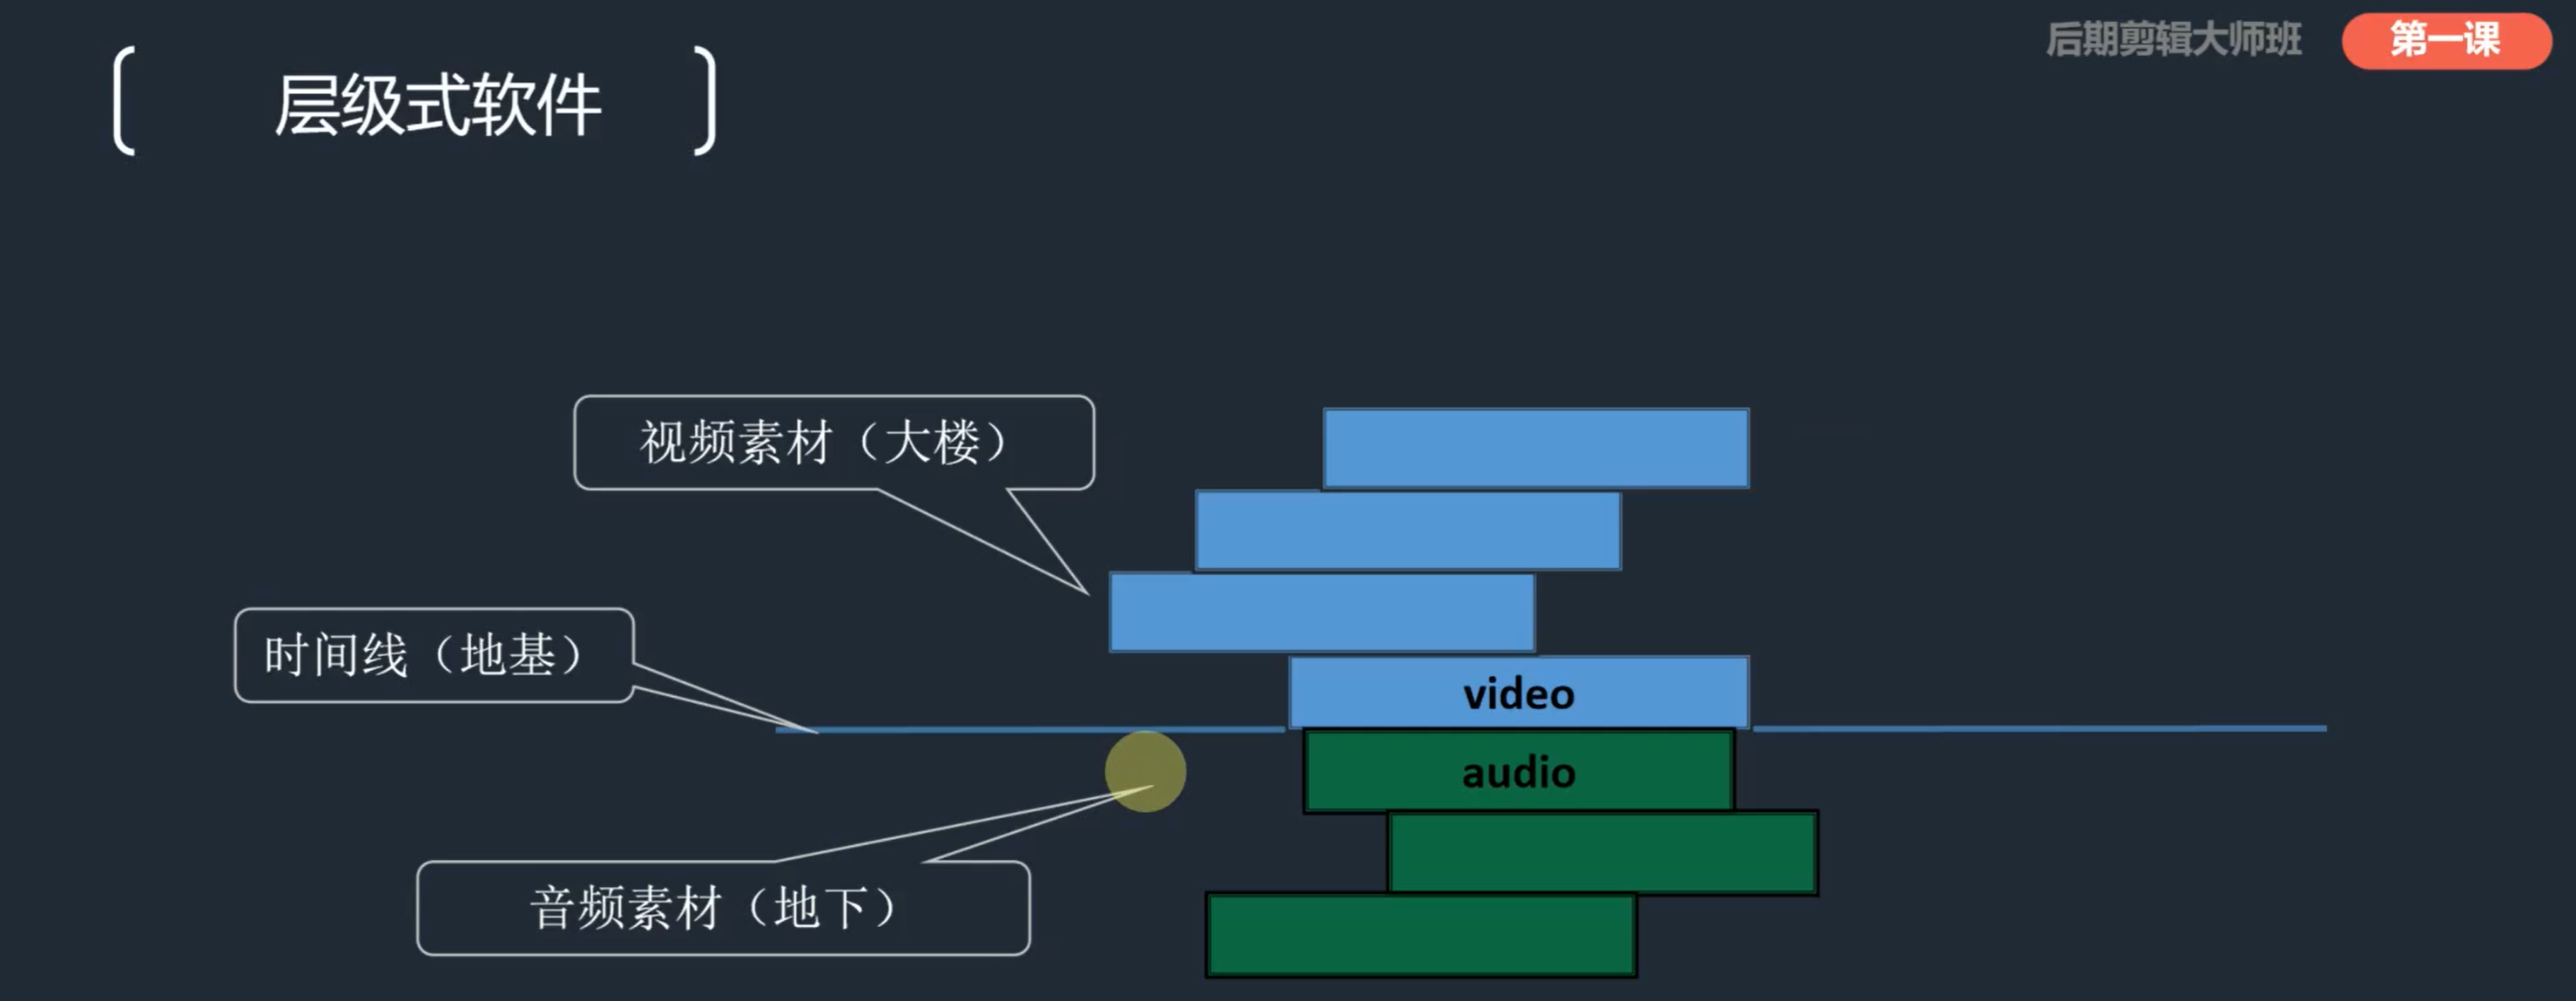 后期剪辑大师班
第一课
层级式软件
视频素材（大楼）
时间线（地基）
video
audio
音频素材（地下）